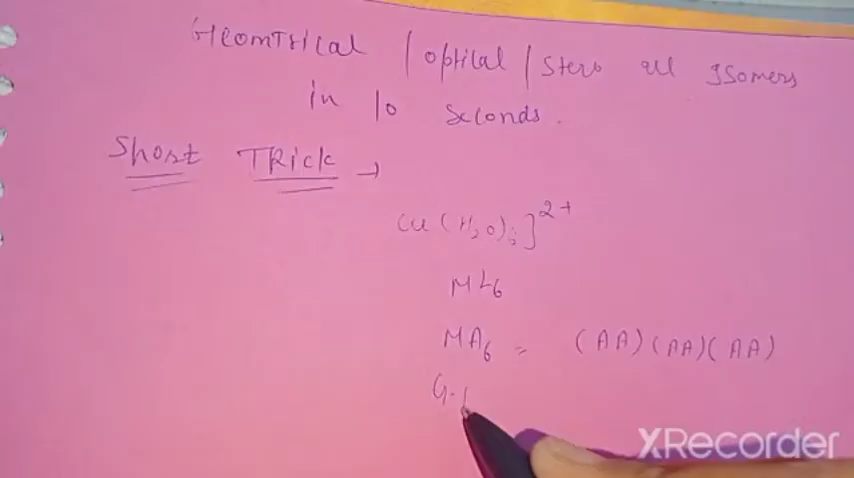 Geomtrical / optical / stero all Isomers
in 10 seconds.
Short TRick →
Cu(H₂O)₆]²⁺
ML₆
MA₆ = (AA)(AA)(AA)
G.I
XRecorder